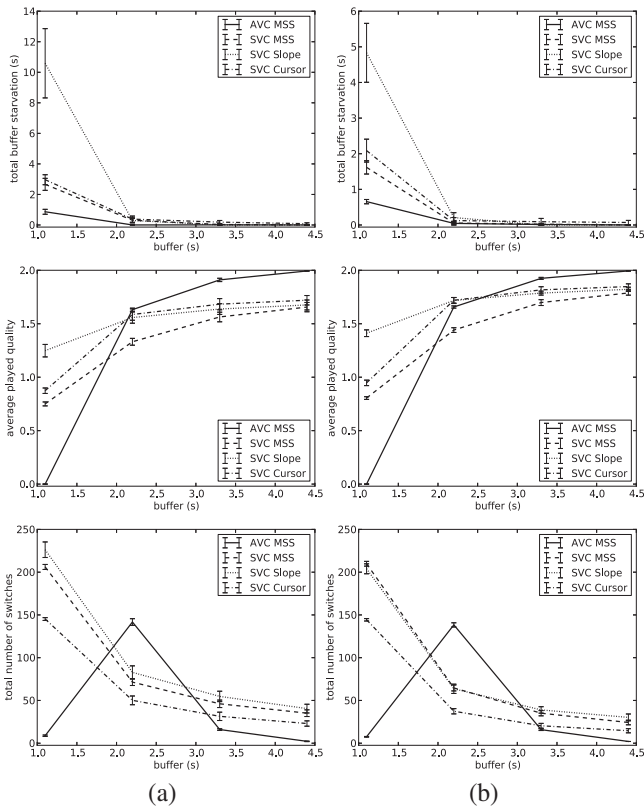 14
12
10
8
6
4
2
0
total buffer starvation (s)
AVC MSS
SVC MSS
SVC Slope
SVC Cursor
1.0 1.5 2.0 2.5 3.0 3.5 4.0 4.5
buffer (s)
6
5
4
3
2
1
0
total buffer starvation (s)
AVC MSS
SVC MSS
SVC Slope
SVC Cursor
1.0 1.5 2.0 2.5 3.0 3.5 4.0 4.5
buffer (s)
2.0
1.5
1.0
0.5
0.0
average played quality
AVC MSS
SVC MSS
SVC Slope
SVC Cursor
1.0 1.5 2.0 2.5 3.0 3.5 4.0 4.5
buffer (s)
2.0
1.5
1.0
0.5
0.0
average played quality
AVC MSS
SVC MSS
SVC Slope
SVC Cursor
1.0 1.5 2.0 2.5 3.0 3.5 4.0 4.5
buffer (s)
250
200
150
100
50
0
total number of switches
AVC MSS
SVC MSS
SVC Slope
SVC Cursor
1.0 1.5 2.0 2.5 3.0 3.5 4.0 4.5
buffer (s)
250
200
150
100
50
0
total number of switches
AVC MSS
SVC MSS
SVC Slope
SVC Cursor
1.0 1.5 2.0 2.5 3.0 3.5 4.0 4.5
buffer (s)
(a)
(b)